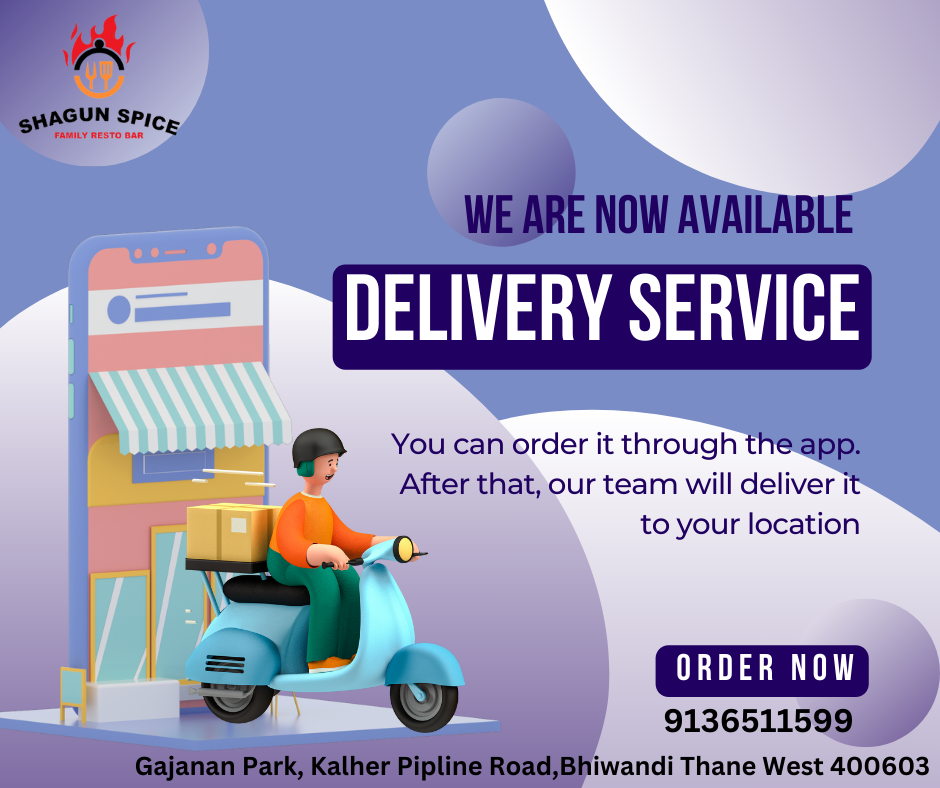 SHAGUN SPICE
FAMILY RESTO BAR
WE ARE NOW AVAILABLE
DELIVERY SERVICE
You can order it through the app.
After that, our team will deliver it
to your location
ORDER NOW
9136511599
Gajanan Park, Kalher Pipline Road,Bhiwandi Thane West 400603